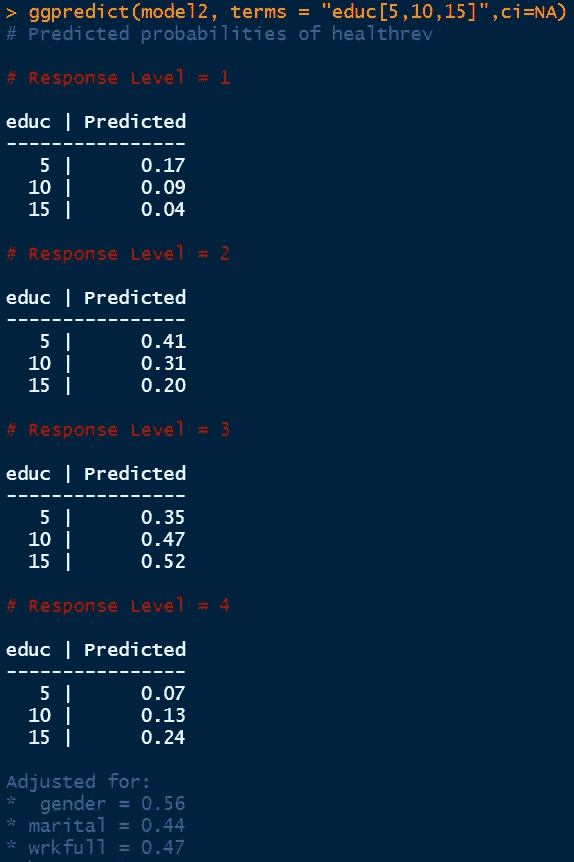 > ggpredict(model2, terms = "educ[5,10,15]",ci=NA)
# Predicted probabilities of healthrev
# Response Level = 1
educ | Predicted
----------------
5 | 0.17
10 | 0.09
15 | 0.04
# Response Level = 2
educ | Predicted
----------------
5 | 0.41
10 | 0.31
15 | 0.20
# Response Level = 3
educ | Predicted
----------------
5 | 0.35
10 | 0.47
15 | 0.52
# Response Level = 4
educ | Predicted
----------------
5 | 0.07
10 | 0.13
15 | 0.24
Adjusted for:
* gender = 0.56
* marital = 0.44
* wrkfull = 0.47